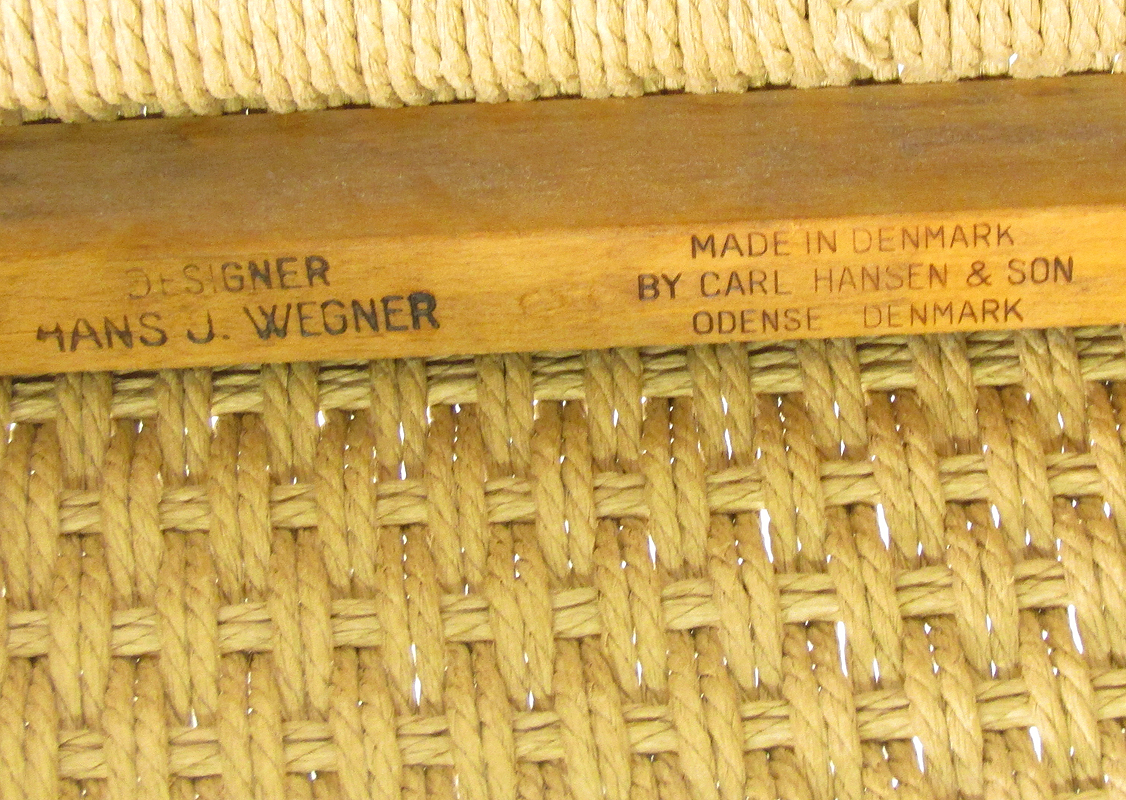 DESIGNER
HANS J. WEGNER
MADE IN DENMARK
BY CARL HANSEN & SON
ODENSE DENMARK